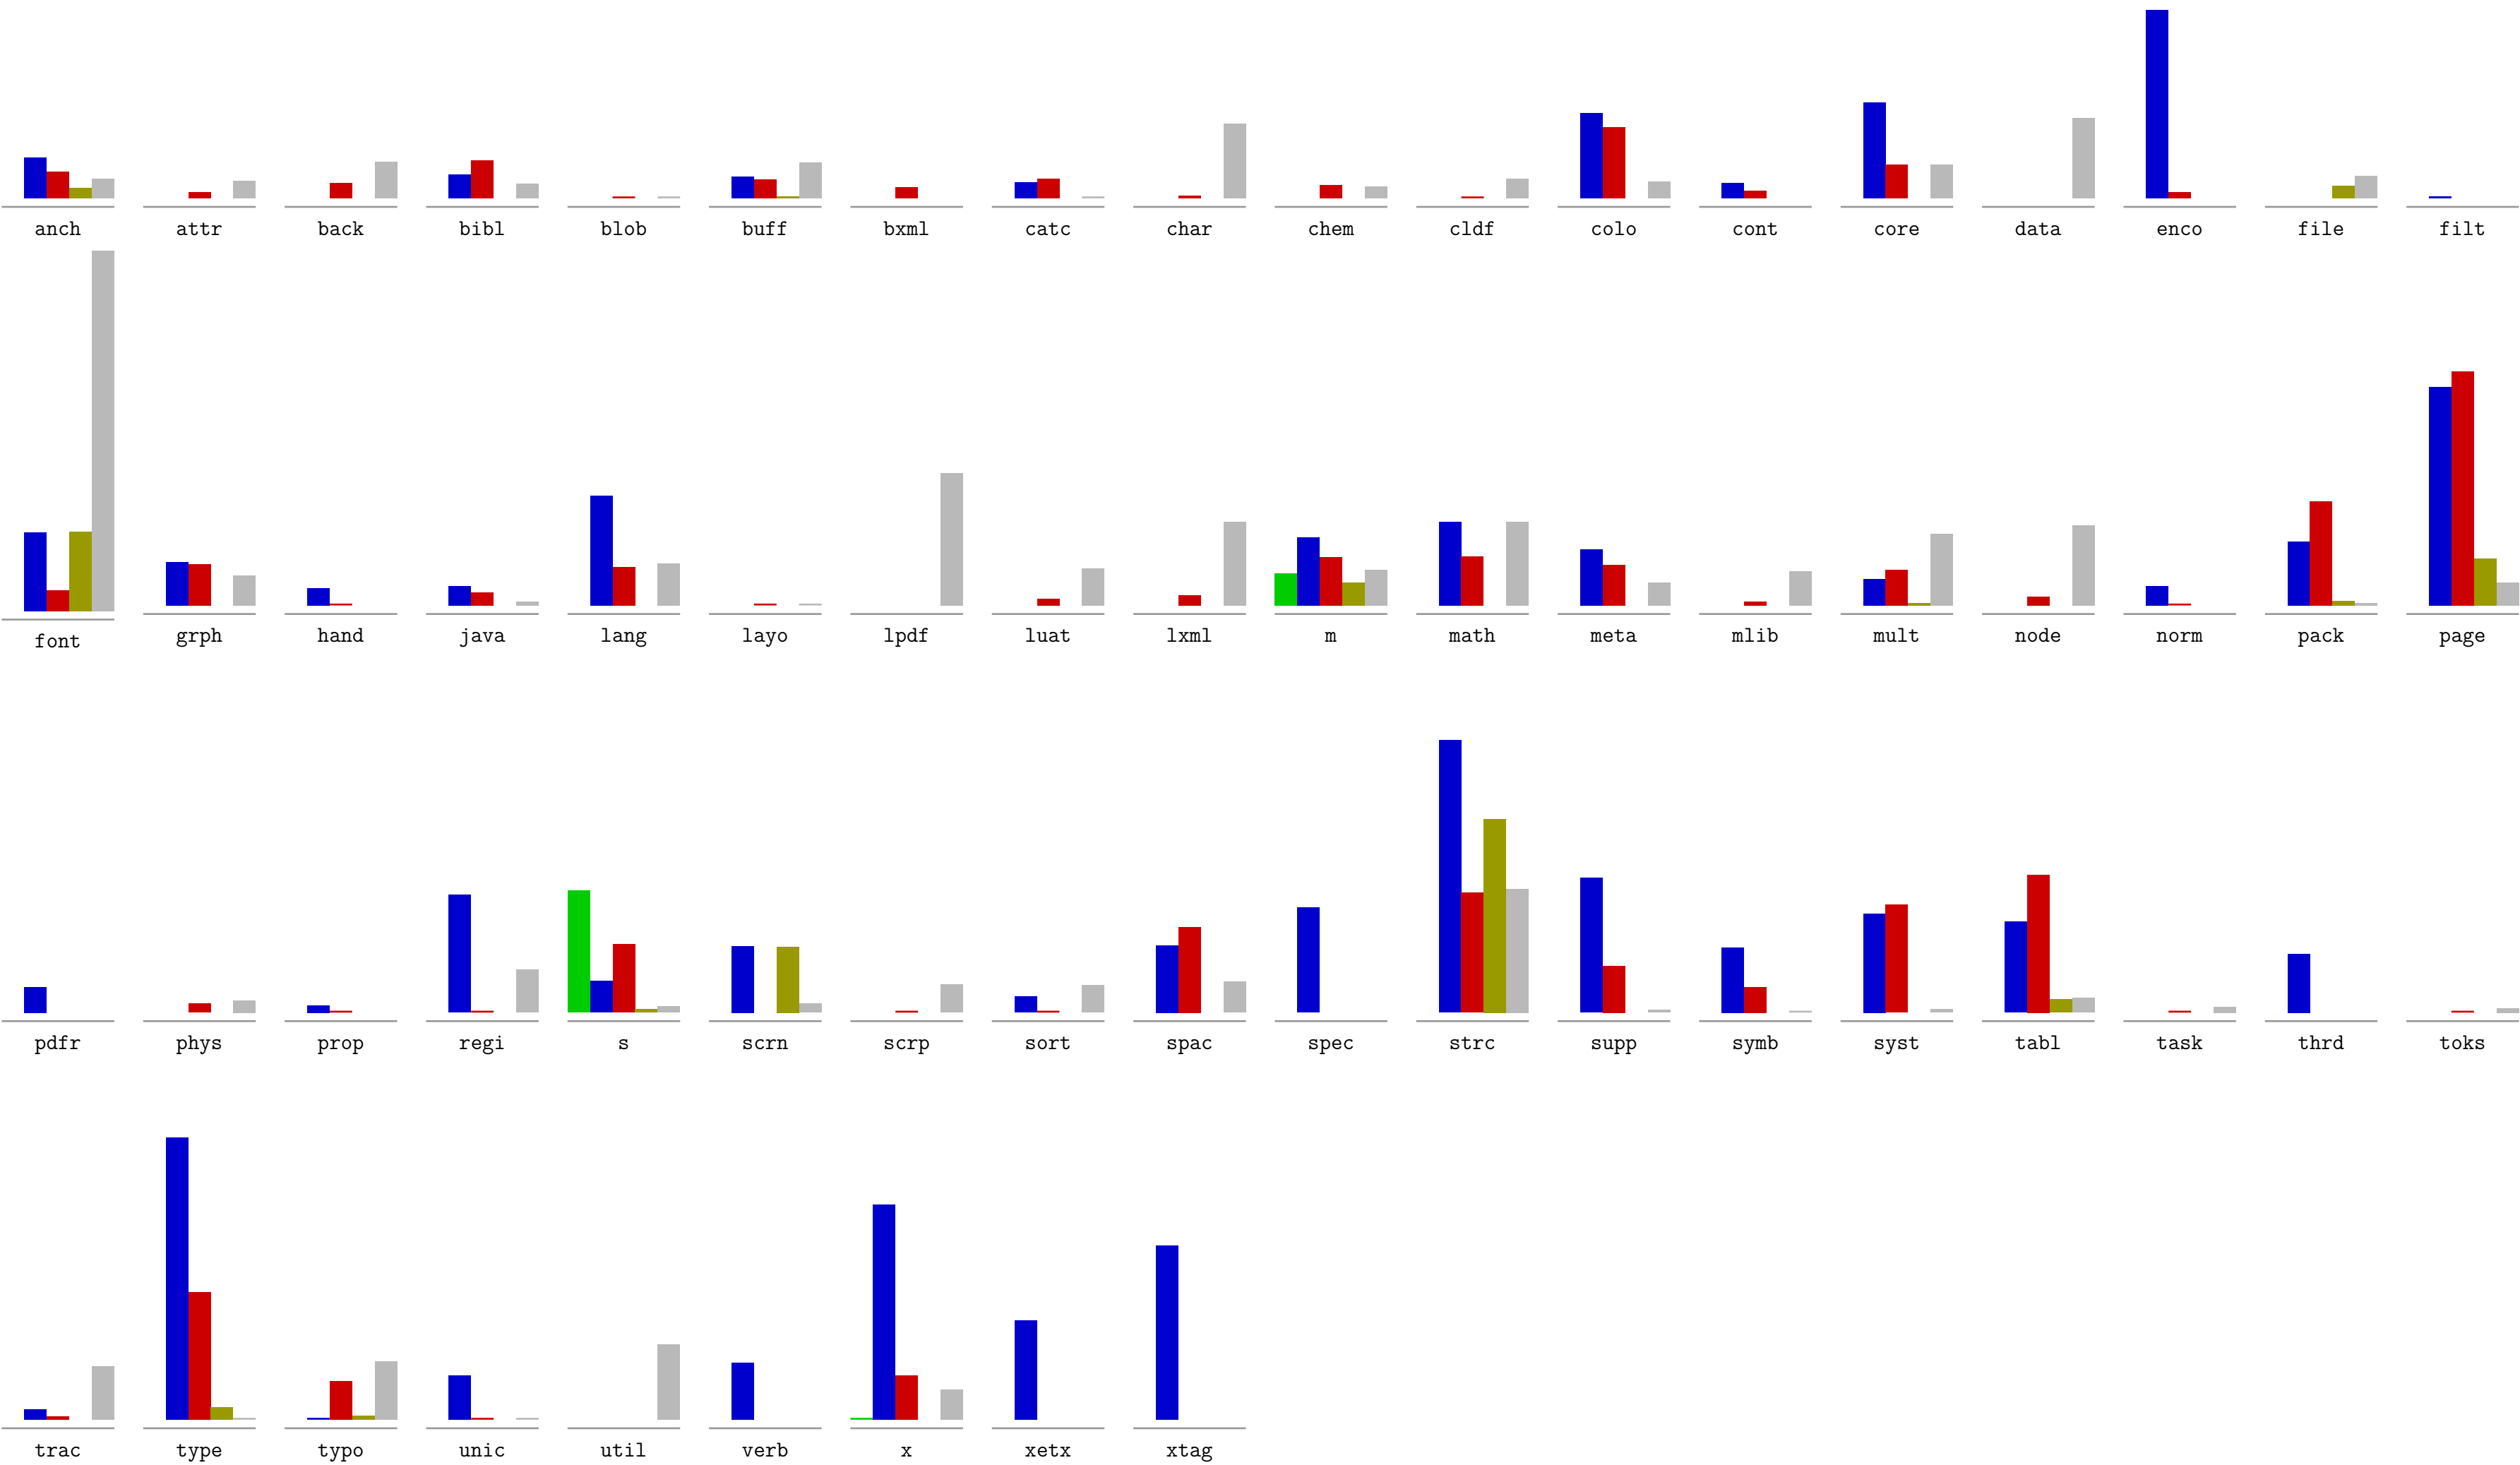 anch attr back bibl blob buff bxml catc char chem cldf colo cont core data enco file filt
font grph hand java lang layo lpdf luat lxml m math meta mlib mult node norm pack page
pdfr phys prop regi s scrn scrp sort spac spec strc supp symb syst tabl task thrd toks
trac type typo unic util verb x xetx xtag